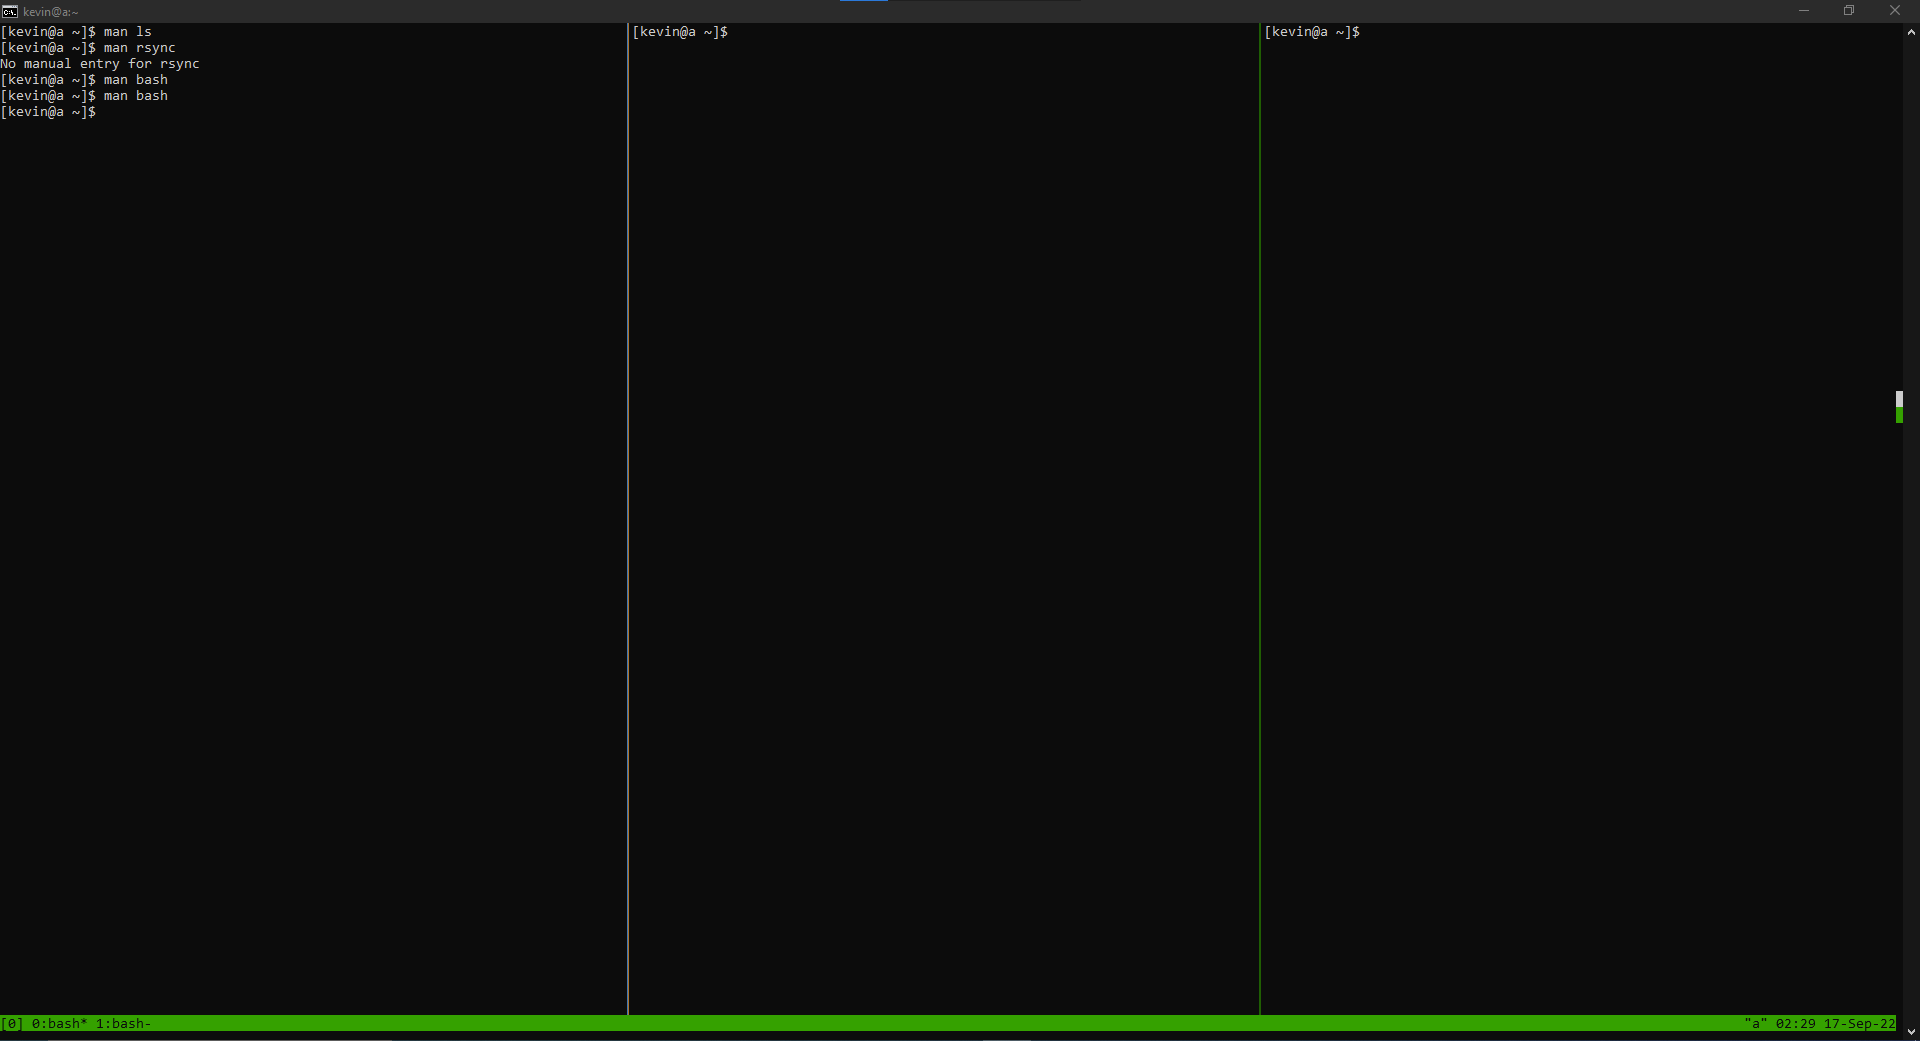 kevin@a:~
[kevin@a ~]$ man ls
[kevin@a ~]$ man rsync
No manual entry for rsync
[kevin@a ~]$ man bash
[kevin@a ~]$ man bash
[kevin@a ~]$
[kevin@a ~]$
[kevin@a ~]$
[0] 0:bash* 1:bash- "a" 02:29 17-Sep-22